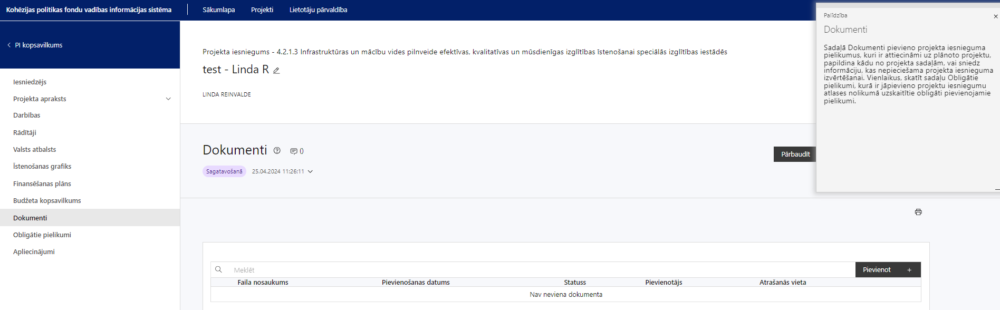 Kohēzijas politikas fondu vadības informācijas sistēma
Sākumlapa
Projekti
Lietotāju pārvaldība
PI kopsavilkums
Iesniedzējs
Projekta apraksts
Darbības
Rādītāji
Valsts atbalsts
Īstenošanas grafiks
Finansēšanas plāns
Budžeta kopsavilkums
Dokumenti
Obligātie pielikumi
Apliecinājumi
Projekta iesniegums - 4.2.1.3 Infrastruktūras un mācību vides pilnveide efektīvas, kvalitatīvas un mūsdienīgas izglītības īstenošanai speciālās izglītības iestādēs
test - Linda R
LINDA REINVALDE
Dokumenti
()
Sagatavošanā
25.04.2024 11:26:11
Pārbaudīt
Palīdzība
Dokumenti
Sadaļā Dokumenti pievieno projekta iesnieguma
pielikumus, kuri ir attiecināmi uz plānoto projektu,
papildina kādu no projekta sadaļām, vai sniedz
informāciju, kas nepieciešama projekta iesnieguma
izvērtēšanai. Vienlaikus, skatīt sadaļu Obligātie
pielikumi, kurā ir jāpievieno projektu iesniegumu
atlases nolikumā uzskaitītie obligāti pievienojamie
pielikumi.
Meklēt
Pievienot +
Faila nosaukums
Pievienošanas datums
Statuss
Pievienotājs
Atrašanās vieta
Nav neviena dokumenta